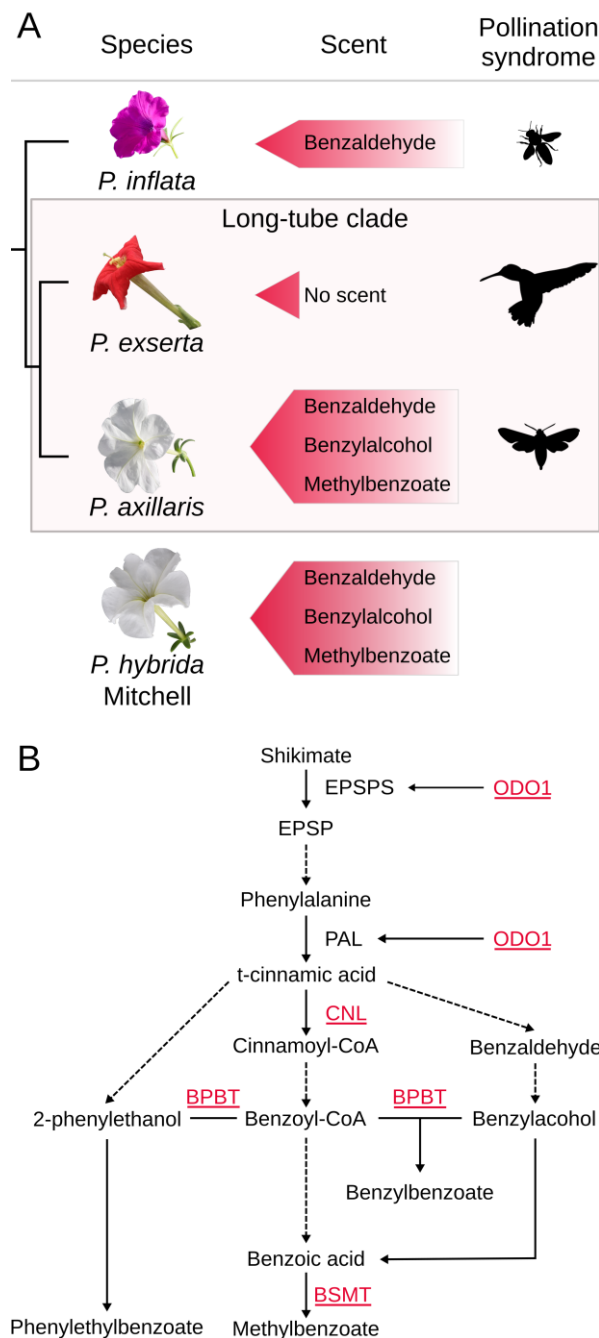 A
Species
Scent
Pollination
syndrome
Benzaldehyde
P. inflata
Long-tube clade
No scent
P. exserta
Benzaldehyde
Benzylalcohol
Methylbenzoate
P. axillaris
Benzaldehyde
Benzylalcohol
Methylbenzoate
P. hybrida
Mitchell
B
Shikimate
EPSPS
ODO1
EPSP
Phenylalanine
PAL
ODO1
t-cinnamic acid
CNL
Cinnamoyl-CoA
Benzaldehyde
BPBT
BPBT
2-phenylethanol
Benzoyl-CoA
Benzylacohol
Benzylbenzoate
Benzoic acid
BSMT
Phenylethylbenzoate
Methylbenzoate